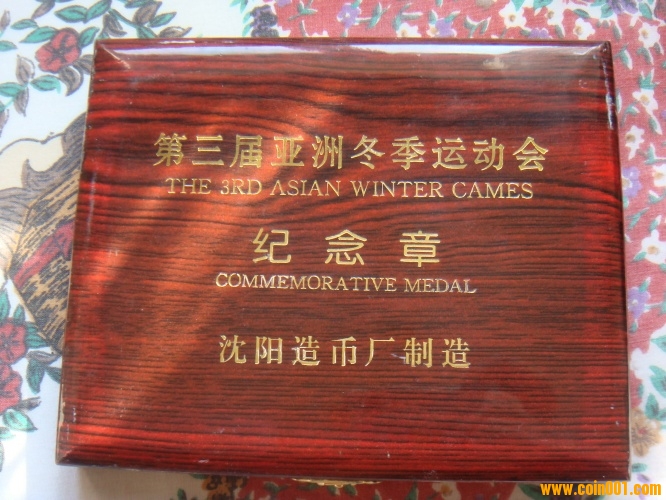 第三届亚洲冬季运动会
THE 3RD ASIAN WINTER CAMES
纪念章
COMMEMORATIVE MEDAL
沈阳造币厂制造
www.coin001.com